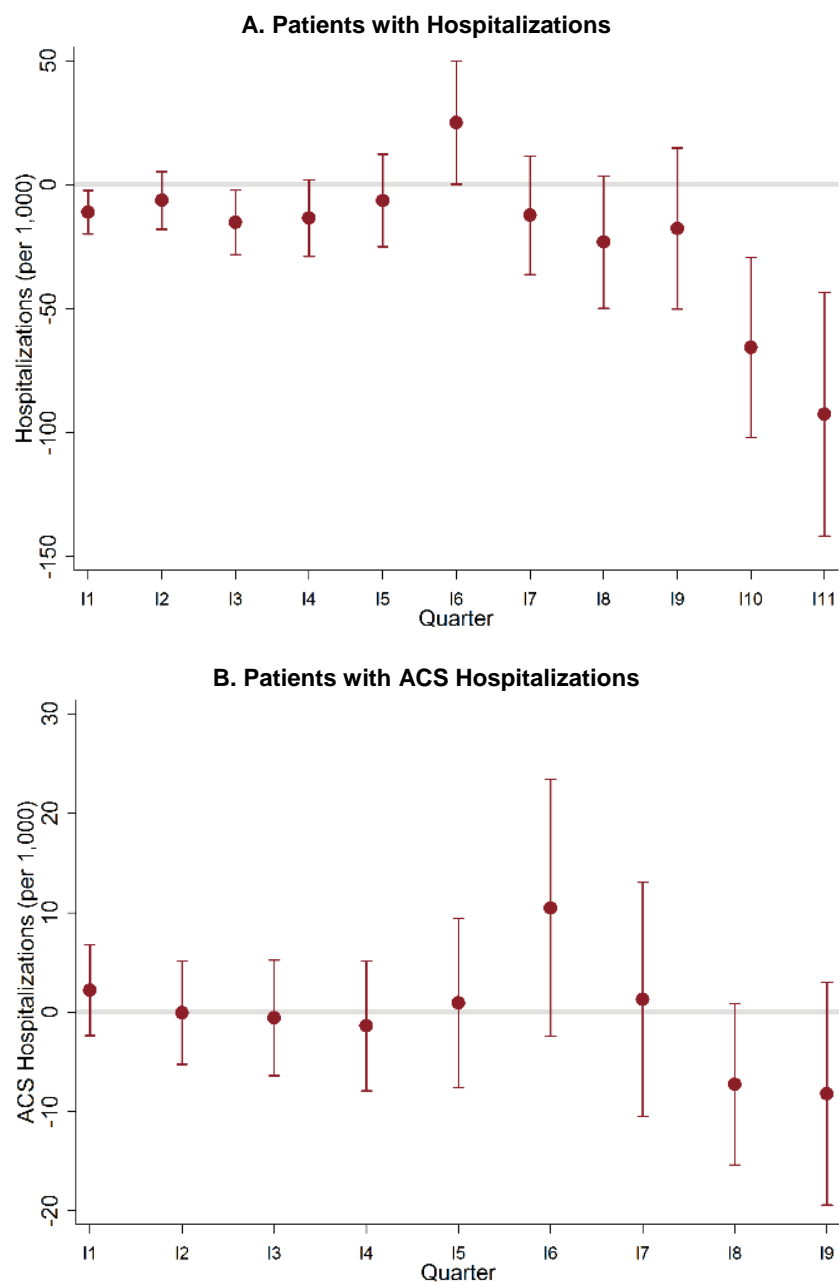 A. Patients with Hospitalizations
Hospitalizations (per 1,000)
50
0
-50
-100
-150
I1 I2 I3 I4 I5 I6 I7 I8 I9 I10 I11
Quarter
B. Patients with ACS Hospitalizations
ACS Hospitalizations (per 1,000)
30
20
10
0
-10
-20
I1 I2 I3 I4 I5 I6 I7 I8 I9
Quarter